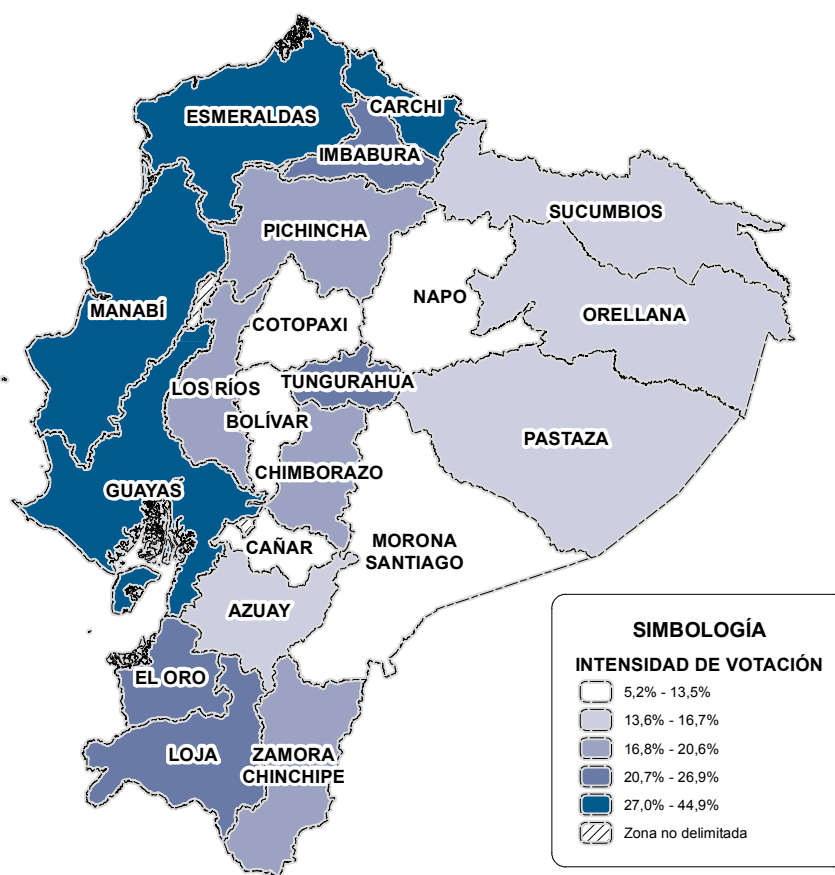 ESMERALDAS
CARCHI
IMBABURA
SUCUMBIOS
PICHINCHA
NAPO
MANABÍ
COTOPAXI
ORELLANA
LOS RÍOS
TUNGURAHUA
BOLÍVAR
PASTAZA
CHIMBORAZO
GUAYAS
CAÑAR
MORONA
SANTIAGO
AZUAY
EL ORO
LOJA
ZAMORA
CHINCHIPE
SIMBOLOGÍA
INTENSIDAD DE VOTACIÓN
5,2% - 13,5%
13,6% - 16,7%
16,8% - 20,6%
20,7% - 26,9%
27,0% - 44,9%
Zona no delimitada